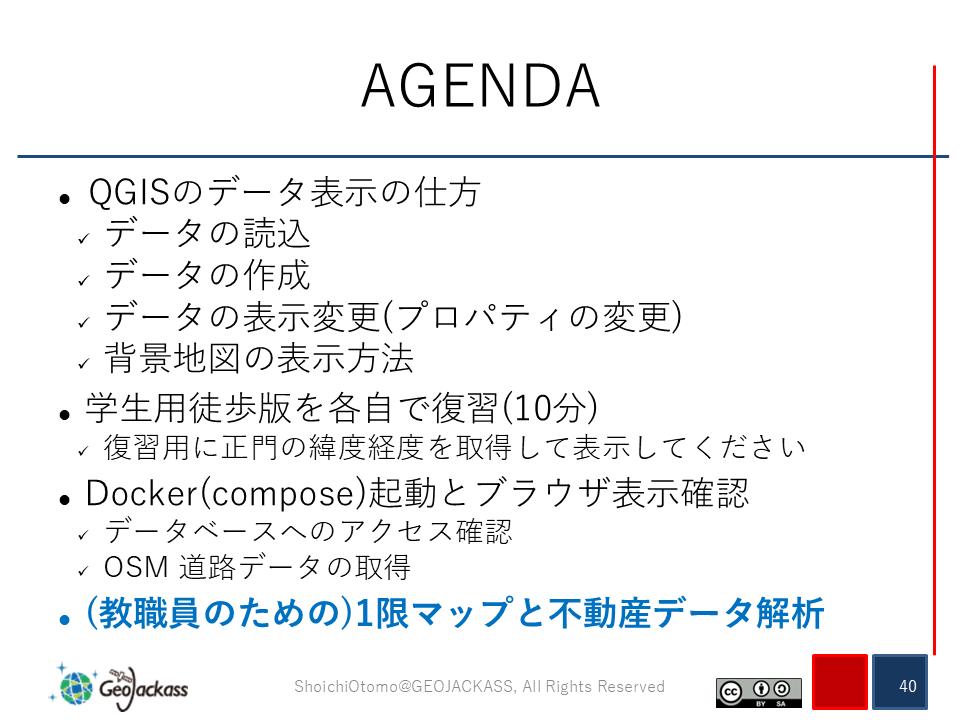 AGENDA
● QGISのデータ表示の仕方
✓ データの読込
✓ データの作成
✓ データの表示変更(プロパティの変更)
✓ 背景地図の表示方法
● 学生用徒歩版を各自で復習(10分)
✓ 復習用に正門の緯度経度を取得して表示してください
● Docker(compose)起動とブラウザ表示確認
✓ データベースへのアクセス確認
✓ OSM 道路データの取得
● (教職員のための)1限マップと不動産データ解析
GeoJackass
ShoichiOtomo@GEOJACKASS, All Rights Reserved
cc BY SA
40